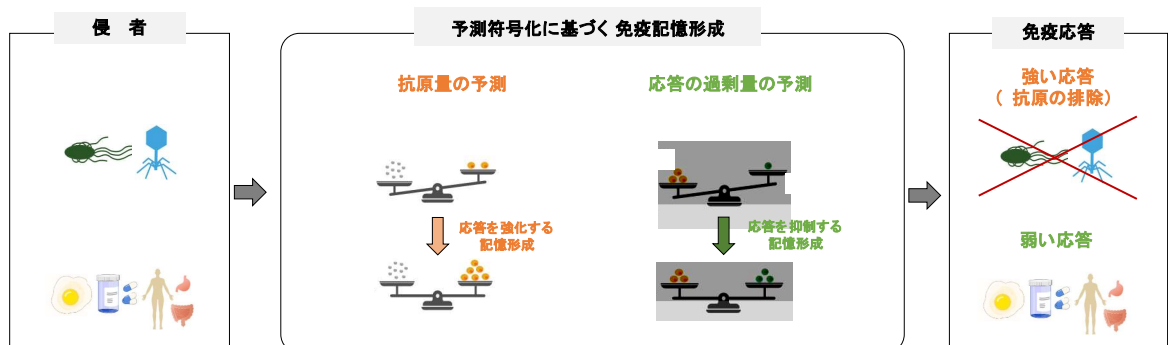 侵 者
予測符号化に基づく 免疫記憶形成
免疫応答
抗原量の予測
応答の過剰量の予測
強い応答
( 抗原の排除)
応答を強化する
記憶形成
応答を抑制する
記憶形成
弱い応答